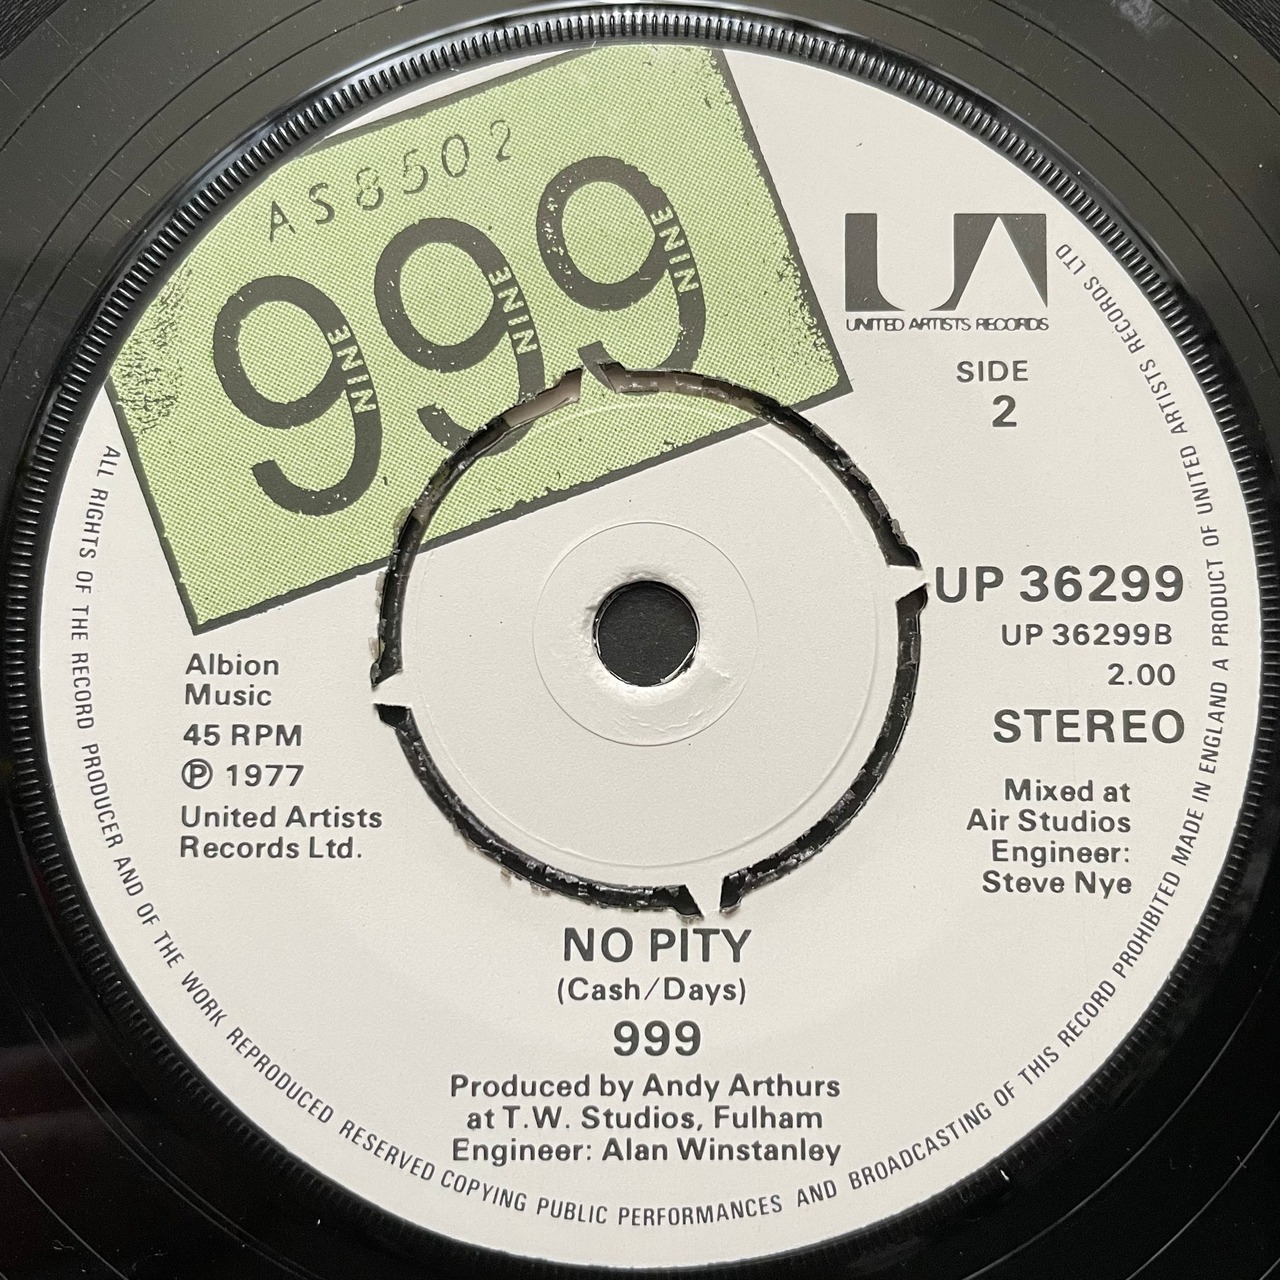 AS8502
999
NINE NINE NINE
UA
UNITED ARTISTS RECORDS
SIDE
2
UP 36299
UP 36299B
2.00
STEREO
Mixed at
Air Studios
Engineer:
Steve Nye
Albion
Music
45 RPM
℗ 1977
United Artists
Records Ltd.
NO PITY
(Cash/Days)
999
Produced by Andy Arthurs
at T.W. Studios, Fulham
Engineer: Alan Winstanley
ALL RIGHTS OF THE RECORD PRODUCER AND OF THE WORK REPRODUCED RESERVED COPYING PUBLIC PERFORMANCES AND BROADCASTING OF THIS RECORD PROHIBITED MADE IN ENGLAND A PRODUCT OF UNITED ARTISTS RECORDS LTD